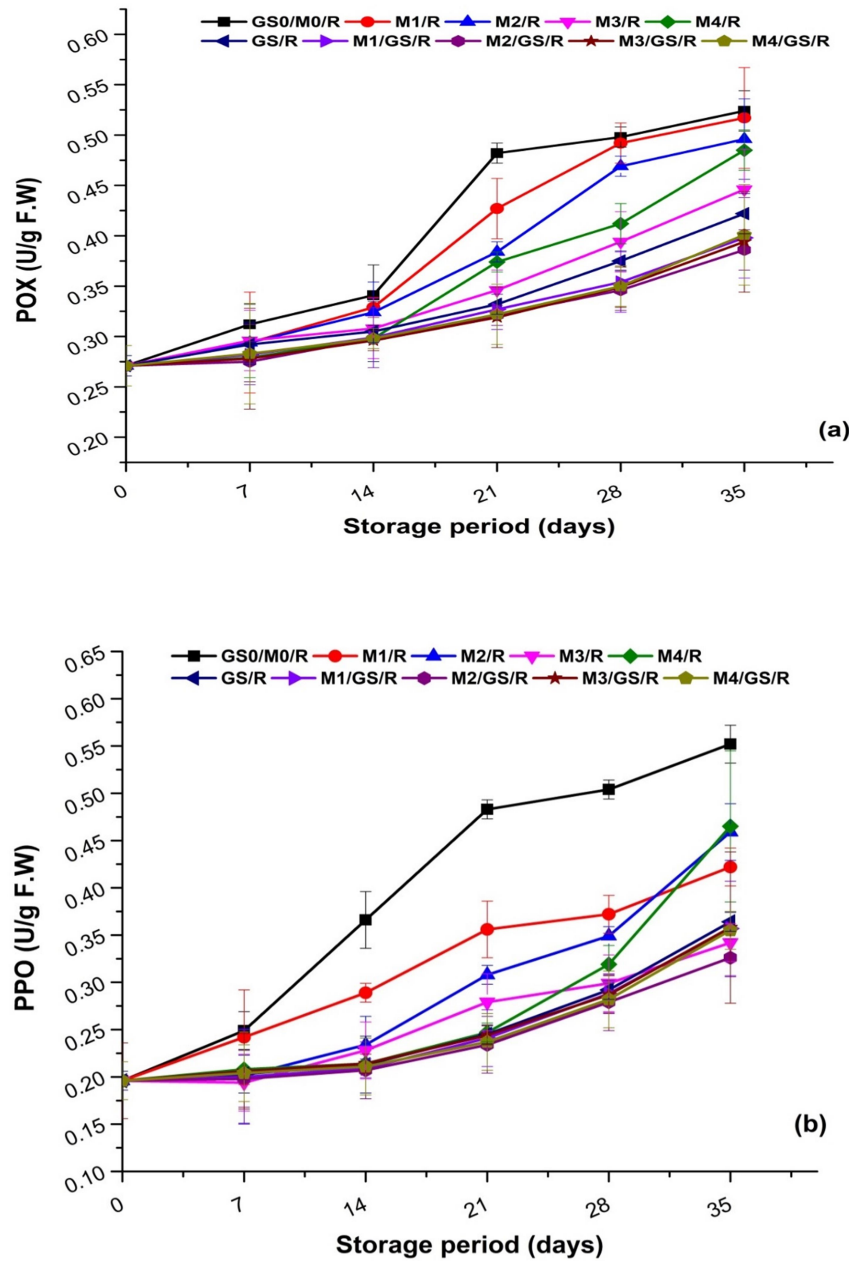 GS0/M0/R M1/R M2/R M3/R M4/R
GS/R M1/GS/R M2/GS/R M3/GS/R M4/GS/R
0.60
0.55
0.50
0.45
0.40
0.35
0.30
0.25
0.20
POX (U/g F.W)
(a)
0 7 14 21 28 35
Storage period (days)
GS0/M0/R M1/R M2/R M3/R M4/R
GS/R M1/GS/R M2/GS/R M3/GS/R M4/GS/R
0.65
0.60
0.55
0.50
0.45
0.40
0.35
0.30
0.25
0.20
0.15
0.10
PPO (U/g F.W)
(b)
0 7 14 21 28 35
Storage period (days)